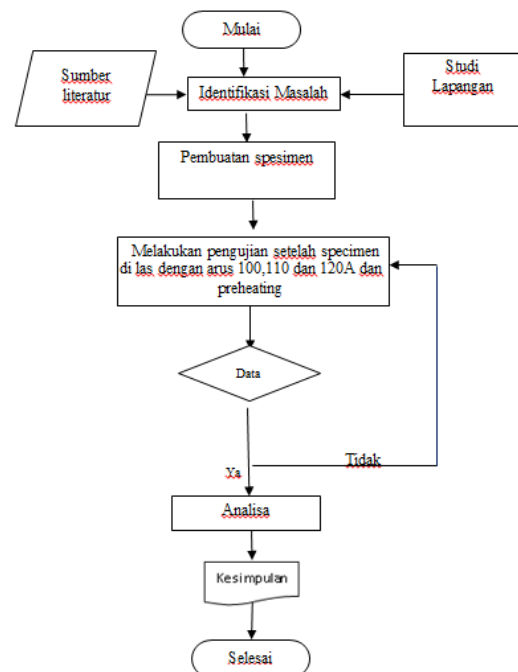 Mulai
Sumber
literatur
Identifikasi Masalah
Studi
Lapangan
Pembuatan spesimen
Melakukan pengujian setelah specimen
di las dengan arus 100,110 dan 120A dan
preheating
Data
Ya
Tidak
Analisa
Kesimpulan
Selesai